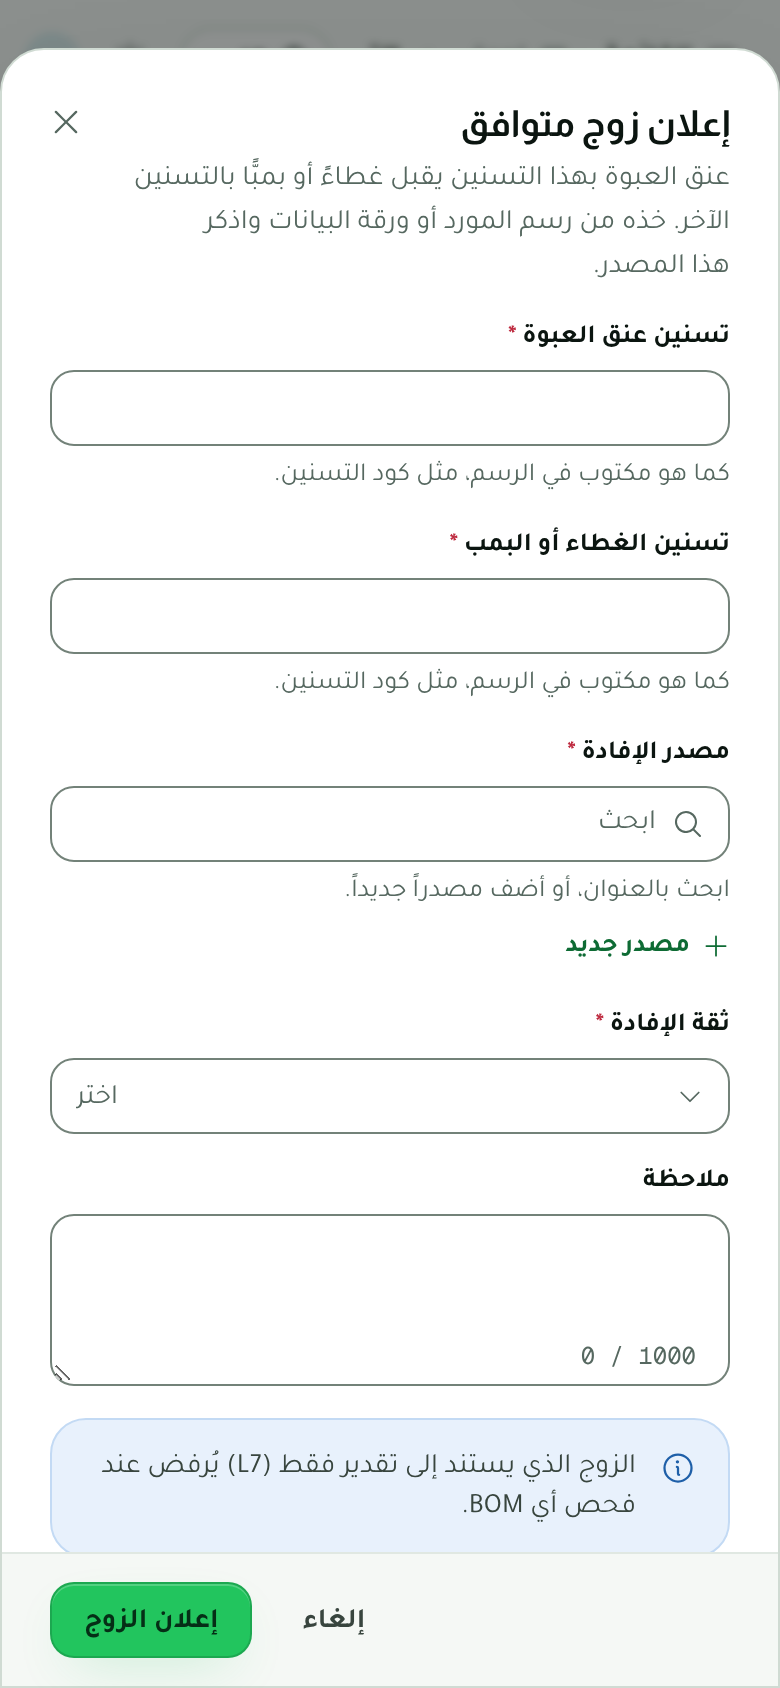 إعلان زوج متوافق
عنق العبوة بهذا التسنين يقبل غطاءً أو بمبًّا بالتسنين
الآخر. خذه من رسم المورد أو ورقة البيانات واذكر
هذا المصدر.
تسنين عنق العبوة *
كما هو مكتوب في الرسم، مثل كود التسنين.
تسنين الغطاء أو البمب *
كما هو مكتوب في الرسم، مثل كود التسنين.
مصدر الإفادة *
ابحث
ابحث بالعنوان، أو أضف مصدراً جديداً.
مصدر جديد
ثقة الإفادة *
اختر
ملاحظة
0 / 1000
الزوج الذي يستند إلى تقدير فقط (L7) يُرفض عند
فحص أي BOM.
إلغاء
إعلان الزوج